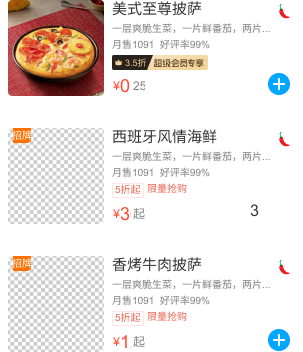 美式至尊披萨
一层爽脆生菜，一片鲜番茄，两片...
月售1091 好评率99%
3.5折 超级会员专享
¥0 25
招牌
西班牙风情海鲜
一层爽脆生菜，一片鲜番茄，两片...
月售1091 好评率99%
5折起 限量抢购
¥3 起
3
招牌
香烤牛肉披萨
一层爽脆生菜，一片鲜番茄，两片...
月售1091 好评率99%
5折起 限量抢购
¥1 起